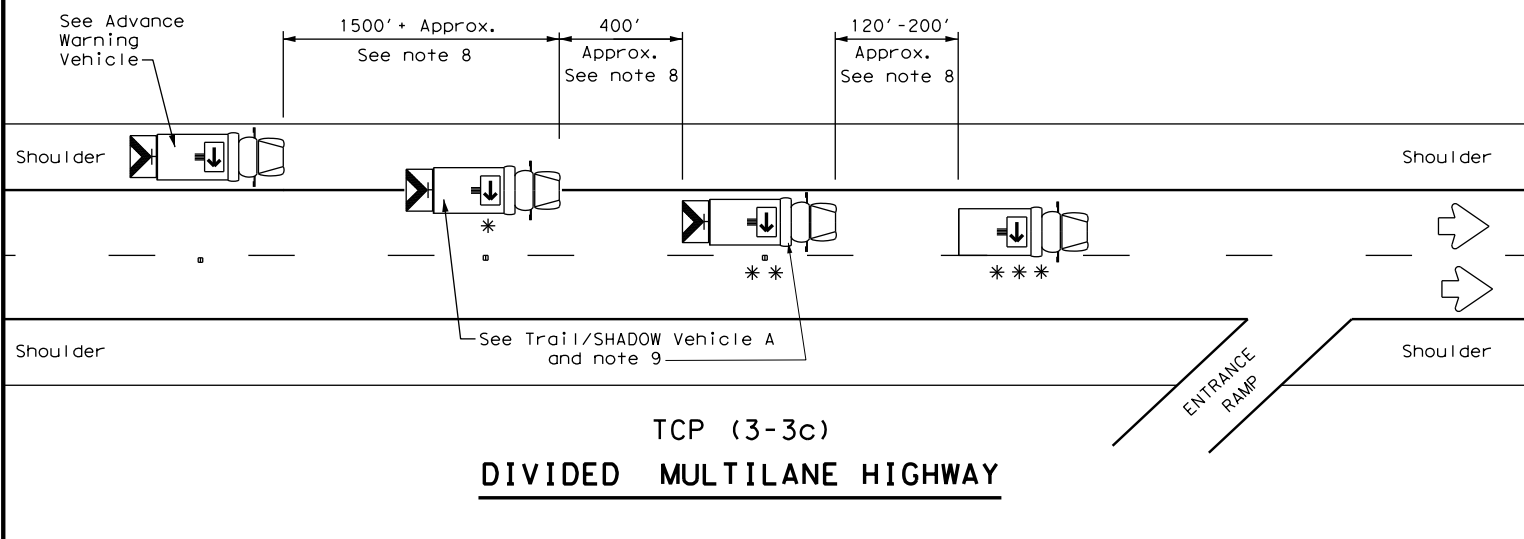 See Advance
Warning
Vehicle
1500'+ Approx.
See note 8
400'
Approx.
See note 8
120'-200'
Approx.
See note 8
Shoulder
Shoulder
*
**
***
See Trail/SHADOW Vehicle A
and note 9
Shoulder
Shoulder
ENTRANCE
RAMP
TCP (3-3c)
DIVIDED MULTILANE HIGHWAY